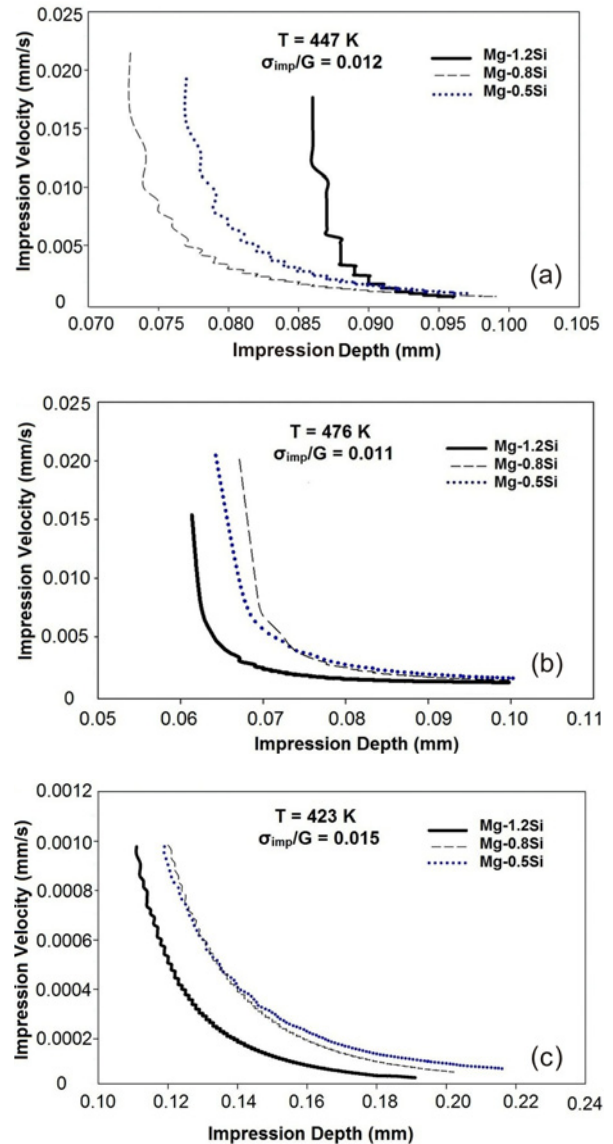 T = 447 K
σimp/G = 0.012
Mg-1.2Si
Mg-0.8Si
Mg-0.5Si
Impression Velocity (mm/s)
0.025
0.020
0.015
0.010
0.005
0
(a)
0.070 0.075 0.080 0.085 0.090 0.095 0.100 0.105
Impression Depth (mm)
T = 476 K
σimp/G = 0.011
Mg-1.2Si
Mg-0.8Si
Mg-0.5Si
Impression Velocity (mm/s)
0.025
0.020
0.015
0.010
0.005
0
(b)
0.05 0.06 0.07 0.08 0.09 0.10 0.11
Impression Depth (mm)
T = 423 K
σimp/G = 0.015
Mg-1.2Si
Mg-0.8Si
Mg-0.5Si
Impression Velocity (mm/s)
0.0012
0.0010
0.0008
0.0006
0.0004
0.0002
0
(c)
0.10 0.12 0.14 0.16 0.18 0.20 0.22 0.24
Impression Depth (mm)